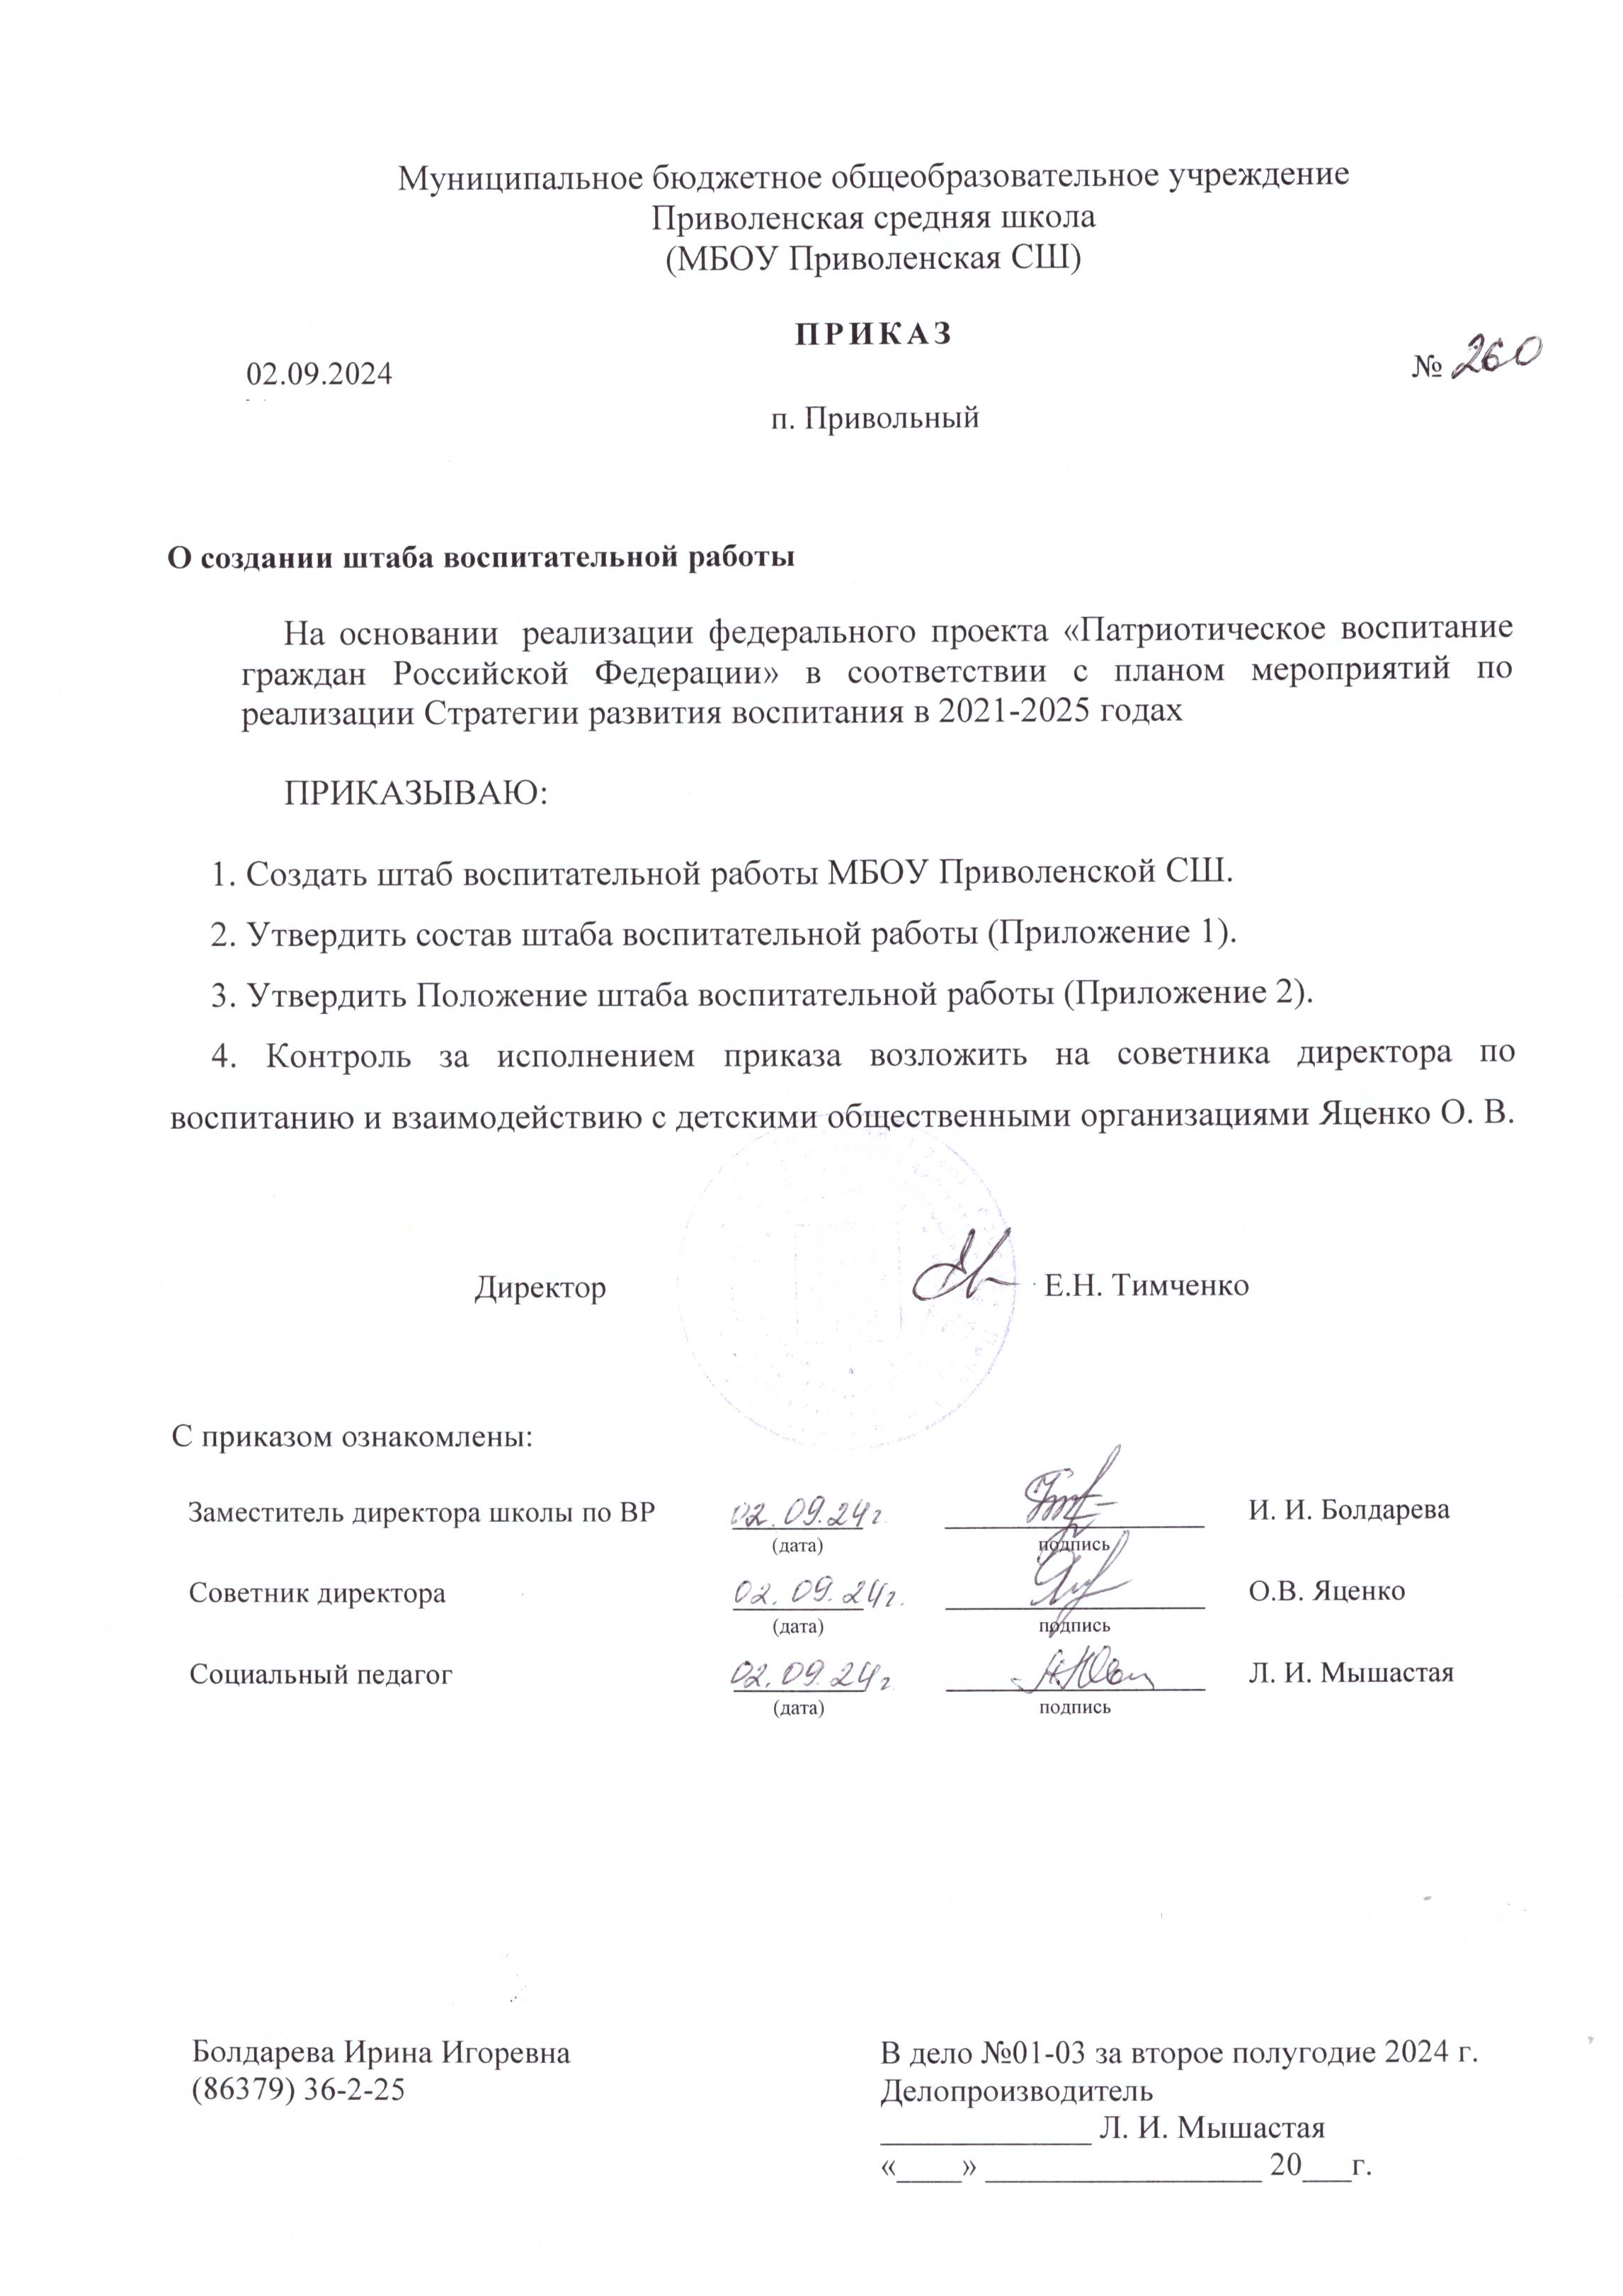 Муниципальное бюджетное общеобразовательное учреждение
Приволенская средняя школа
(МБОУ Приволенская СШ)
ПРИКАЗ
02.09.2024
№ 260
п. Привольный
О создании штаба воспитательной работы
На основании реализации федерального проекта «Патриотическое воспитание
граждан Российской Федерации» в соответствии с планом мероприятий по
реализации Стратегии развития воспитания в 2021-2025 годах
ПРИКАЗЫВАЮ:
1. Создать штаб воспитательной работы МБОУ Приволенской СШ.
2. Утвердить состав штаба воспитательной работы (Приложение 1).
3. Утвердить Положение штаба воспитательной работы (Приложение 2).
4. Контроль за исполнением приказа возложить на советника директора по
воспитанию и взаимодействию с детскими общественными организациями Яценко О. В.
Директор Е.Н. Тимченко
С приказом ознакомлены:
Заместитель директора школы по ВР 02.09.24г. И. И. Болдарева
(дата) подпись
Советник директора 02.09.24г. О.В. Яценко
(дата) подпись
Социальный педагог 02.09.24г. Л. И. Мышастая
(дата) подпись
Болдарева Ирина Игоревна
(86379) 36-2-25
В дело №01-03 за второе полугодие 2024 г.
Делопроизводитель
_____________ Л. И. Мышастая
«____» _________________ 20___г.